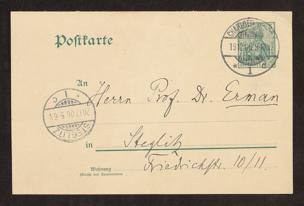 Postkarte
An
Herrn Prof. Dr. Erman
in Steglitz
Wohnung
Friedrichstr. 10/11.